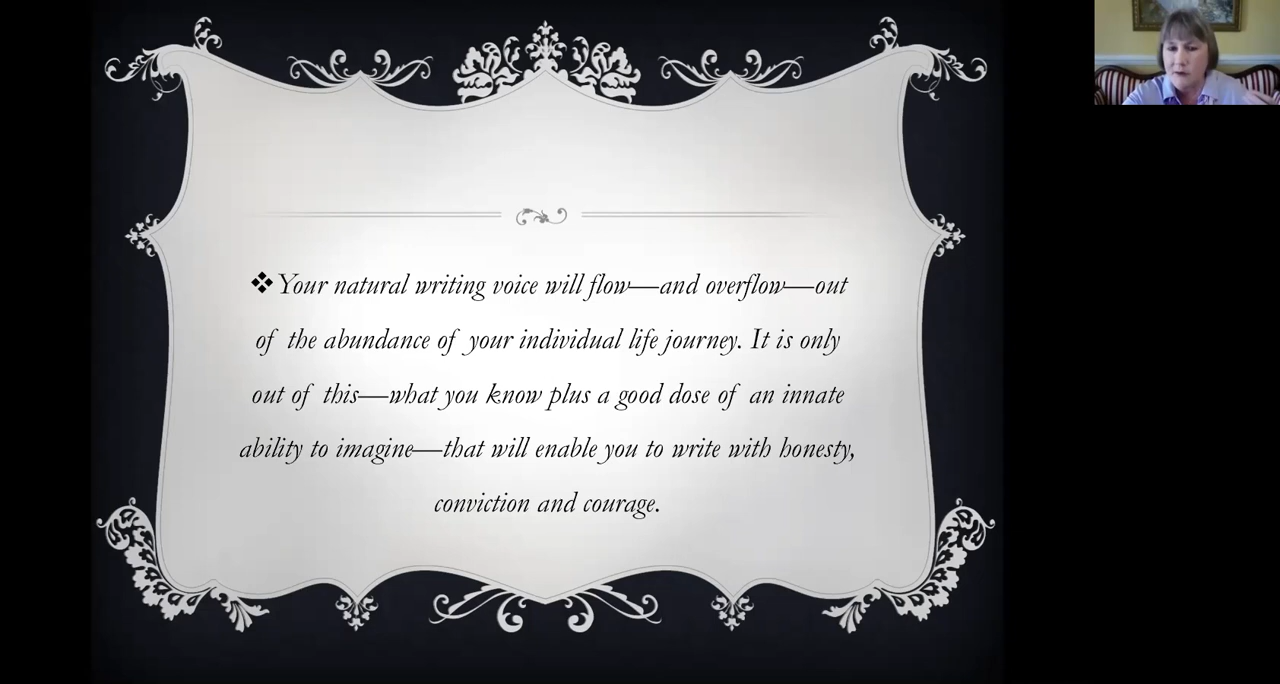 ❖Your natural writing voice will flow—and overflow—out
of the abundance of your individual life journey. It is only
out of this—what you know plus a good dose of an innate
ability to imagine—that will enable you to write with honesty,
conviction and courage.